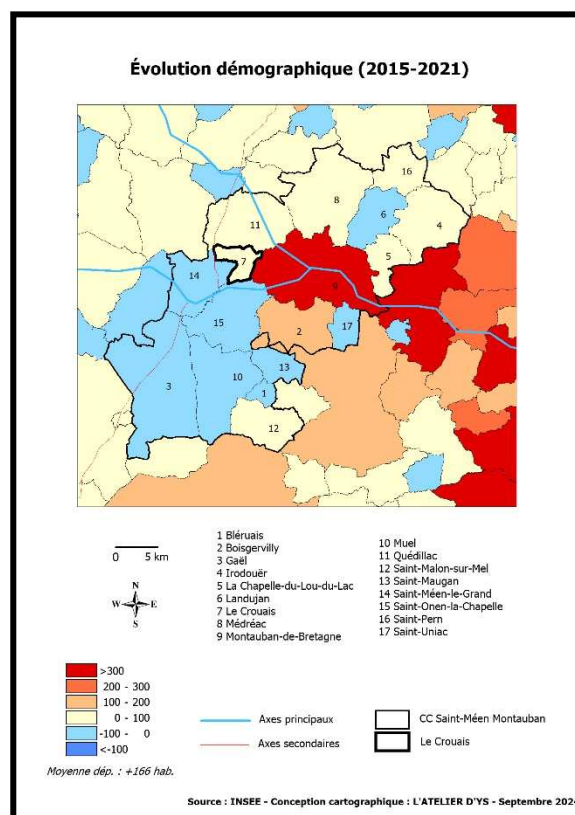 Évolution démographique (2015-2021)
16
8
6
11
4
5
7
14
9
15
2
17
13
3
10
1
12
0 5 km
N
W E
S
1 Bléruais
2 Boisgervilly
3 Gaël
4 Irodouër
5 La Chapelle-du-Lou-du-Lac
6 Landujan
7 Le Crouais
8 Médréac
9 Montauban-de-Bretagne
10 Muel
11 Quédillac
12 Saint-Malon-sur-Mel
13 Saint-Maugan
14 Saint-Méen-le-Grand
15 Saint-Onen-la-Chapelle
16 Saint-Pern
17 Saint-Uniac
>300
200 - 300
100 - 200
0 - 100
-100 - 0
<-100
Moyenne dép. : +166 hab.
Axes principaux
Axes secondaires
CC Saint-Méen Montauban
Le Crouais
Source : INSEE - Conception cartographique : L'ATELIER D'YS - Septembre 2024